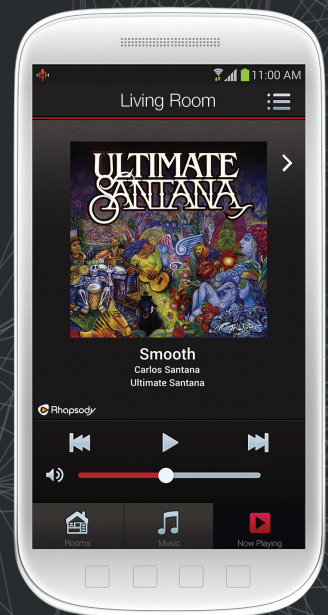 11:00 AM
Living Room
ULTIMATE
SANTANA
Smooth
Carlos Santana
Ultimate Santana
Rhapsody
Rooms
Music
Now Playing